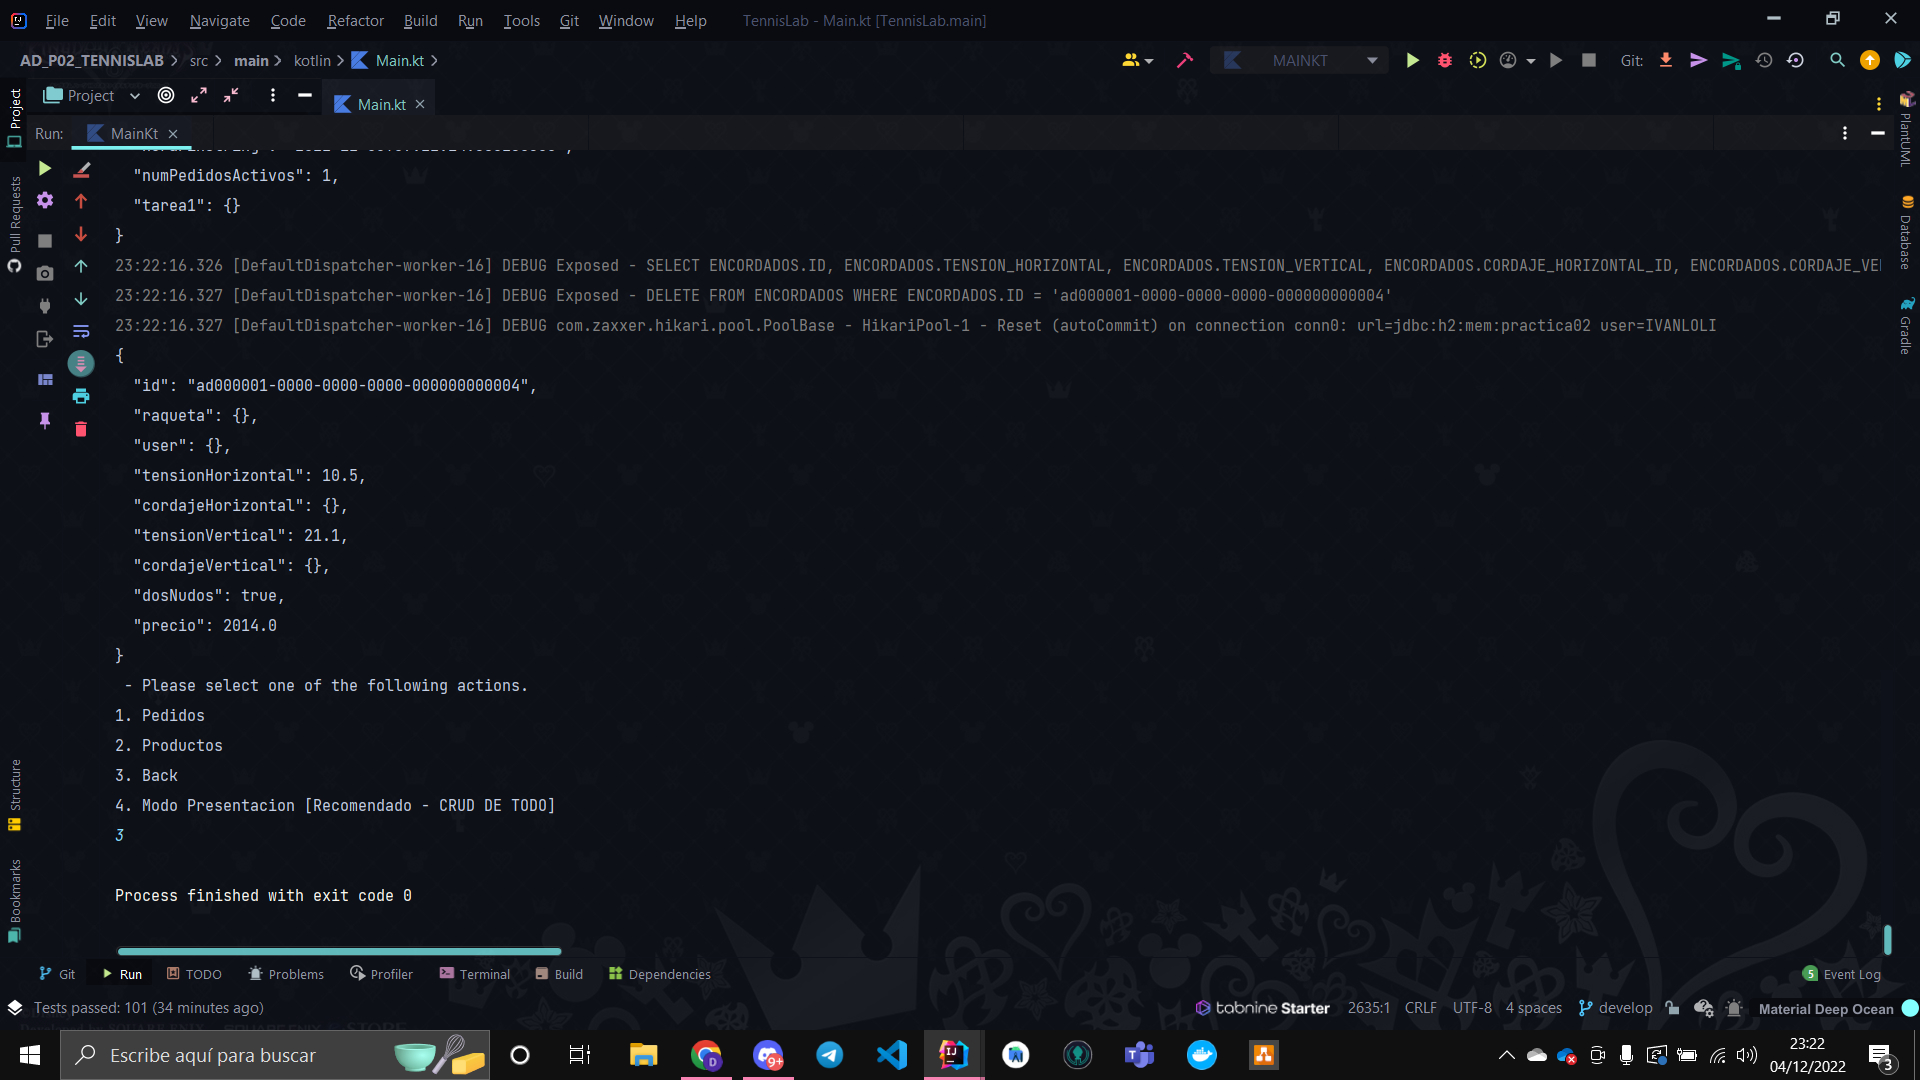 File Edit View Navigate Code Refactor Build Run Tools Git Window Help TennisLab - Main.kt [TennisLab.main]
AD_P02_TENNISLAB > src > main > kotlin > Main.kt > MAINKT Git:
Project Main.kt
Run: MainKt
"numPedidosActivos": 1,
"tarea1": {}
}
23:22:16.326 [DefaultDispatcher-worker-16] DEBUG Exposed - SELECT ENCORDADOS.ID, ENCORDADOS.TENSION_HORIZONTAL, ENCORDADOS.TENSION_VERTICAL, ENCORDADOS.CORDAJE_HORIZONTAL_ID, ENCORDADOS.CORDAJE_VE
23:22:16.327 [DefaultDispatcher-worker-16] DEBUG Exposed - DELETE FROM ENCORDADOS WHERE ENCORDADOS.ID = 'ad000001-0000-0000-0000-000000000004'
23:22:16.327 [DefaultDispatcher-worker-16] DEBUG com.zaxxer.hikari.pool.PoolBase - HikariPool-1 - Reset (autoCommit) on connection conn0: url=jdbc:h2:mem:practica02 user=IVANLOLI
{
"id": "ad000001-0000-0000-0000-000000000004",
"raqueta": {},
"user": {},
"tensionHorizontal": 10.5,
"cordajeHorizontal": {},
"tensionVertical": 21.1,
"cordajeVertical": {},
"dosNudos": true,
"precio": 2014.0
}
- Please select one of the following actions.
1. Pedidos
2. Productos
3. Back
4. Modo Presentacion [Recomendado - CRUD DE TODO]
3
Process finished with exit code 0
Project
Pull Requests
Structure
Bookmarks
PlantUML
Database
Gradle
Git Run TODO Problems Profiler Terminal Build Dependencies 5 Event Log
Tests passed: 101 (34 minutes ago) tabnine Starter 2635:1 CRLF UTF-8 4 spaces develop Material Deep Ocean
Escribe aquí para buscar 9+ 23:22
04/12/2022 3